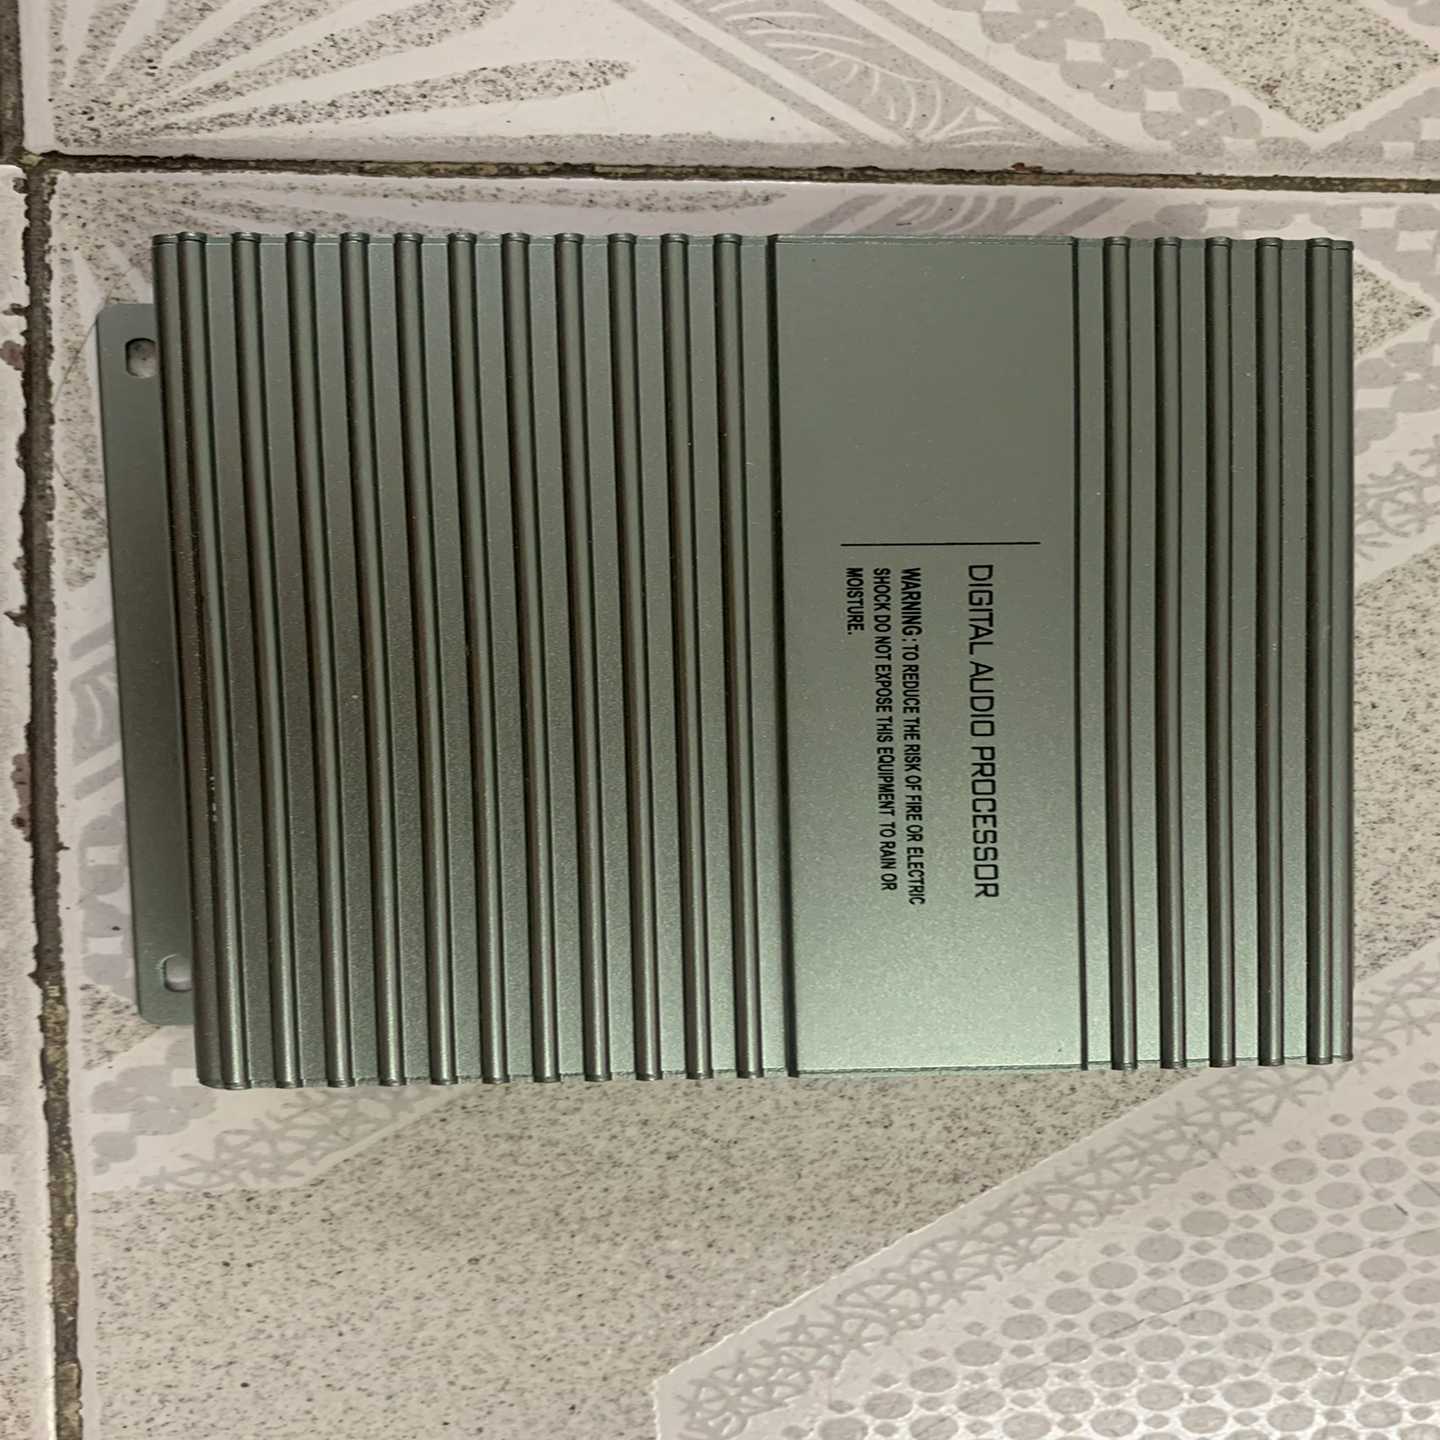 DIGITAL AUDIO PROCESSOR
WARNING : TO REDUCE THE RISK OF FIRE OR ELECTRIC
SHOCK DO NOT EXPOSE THIS EQUIPMENT TO RAIN OR
MOISTURE.